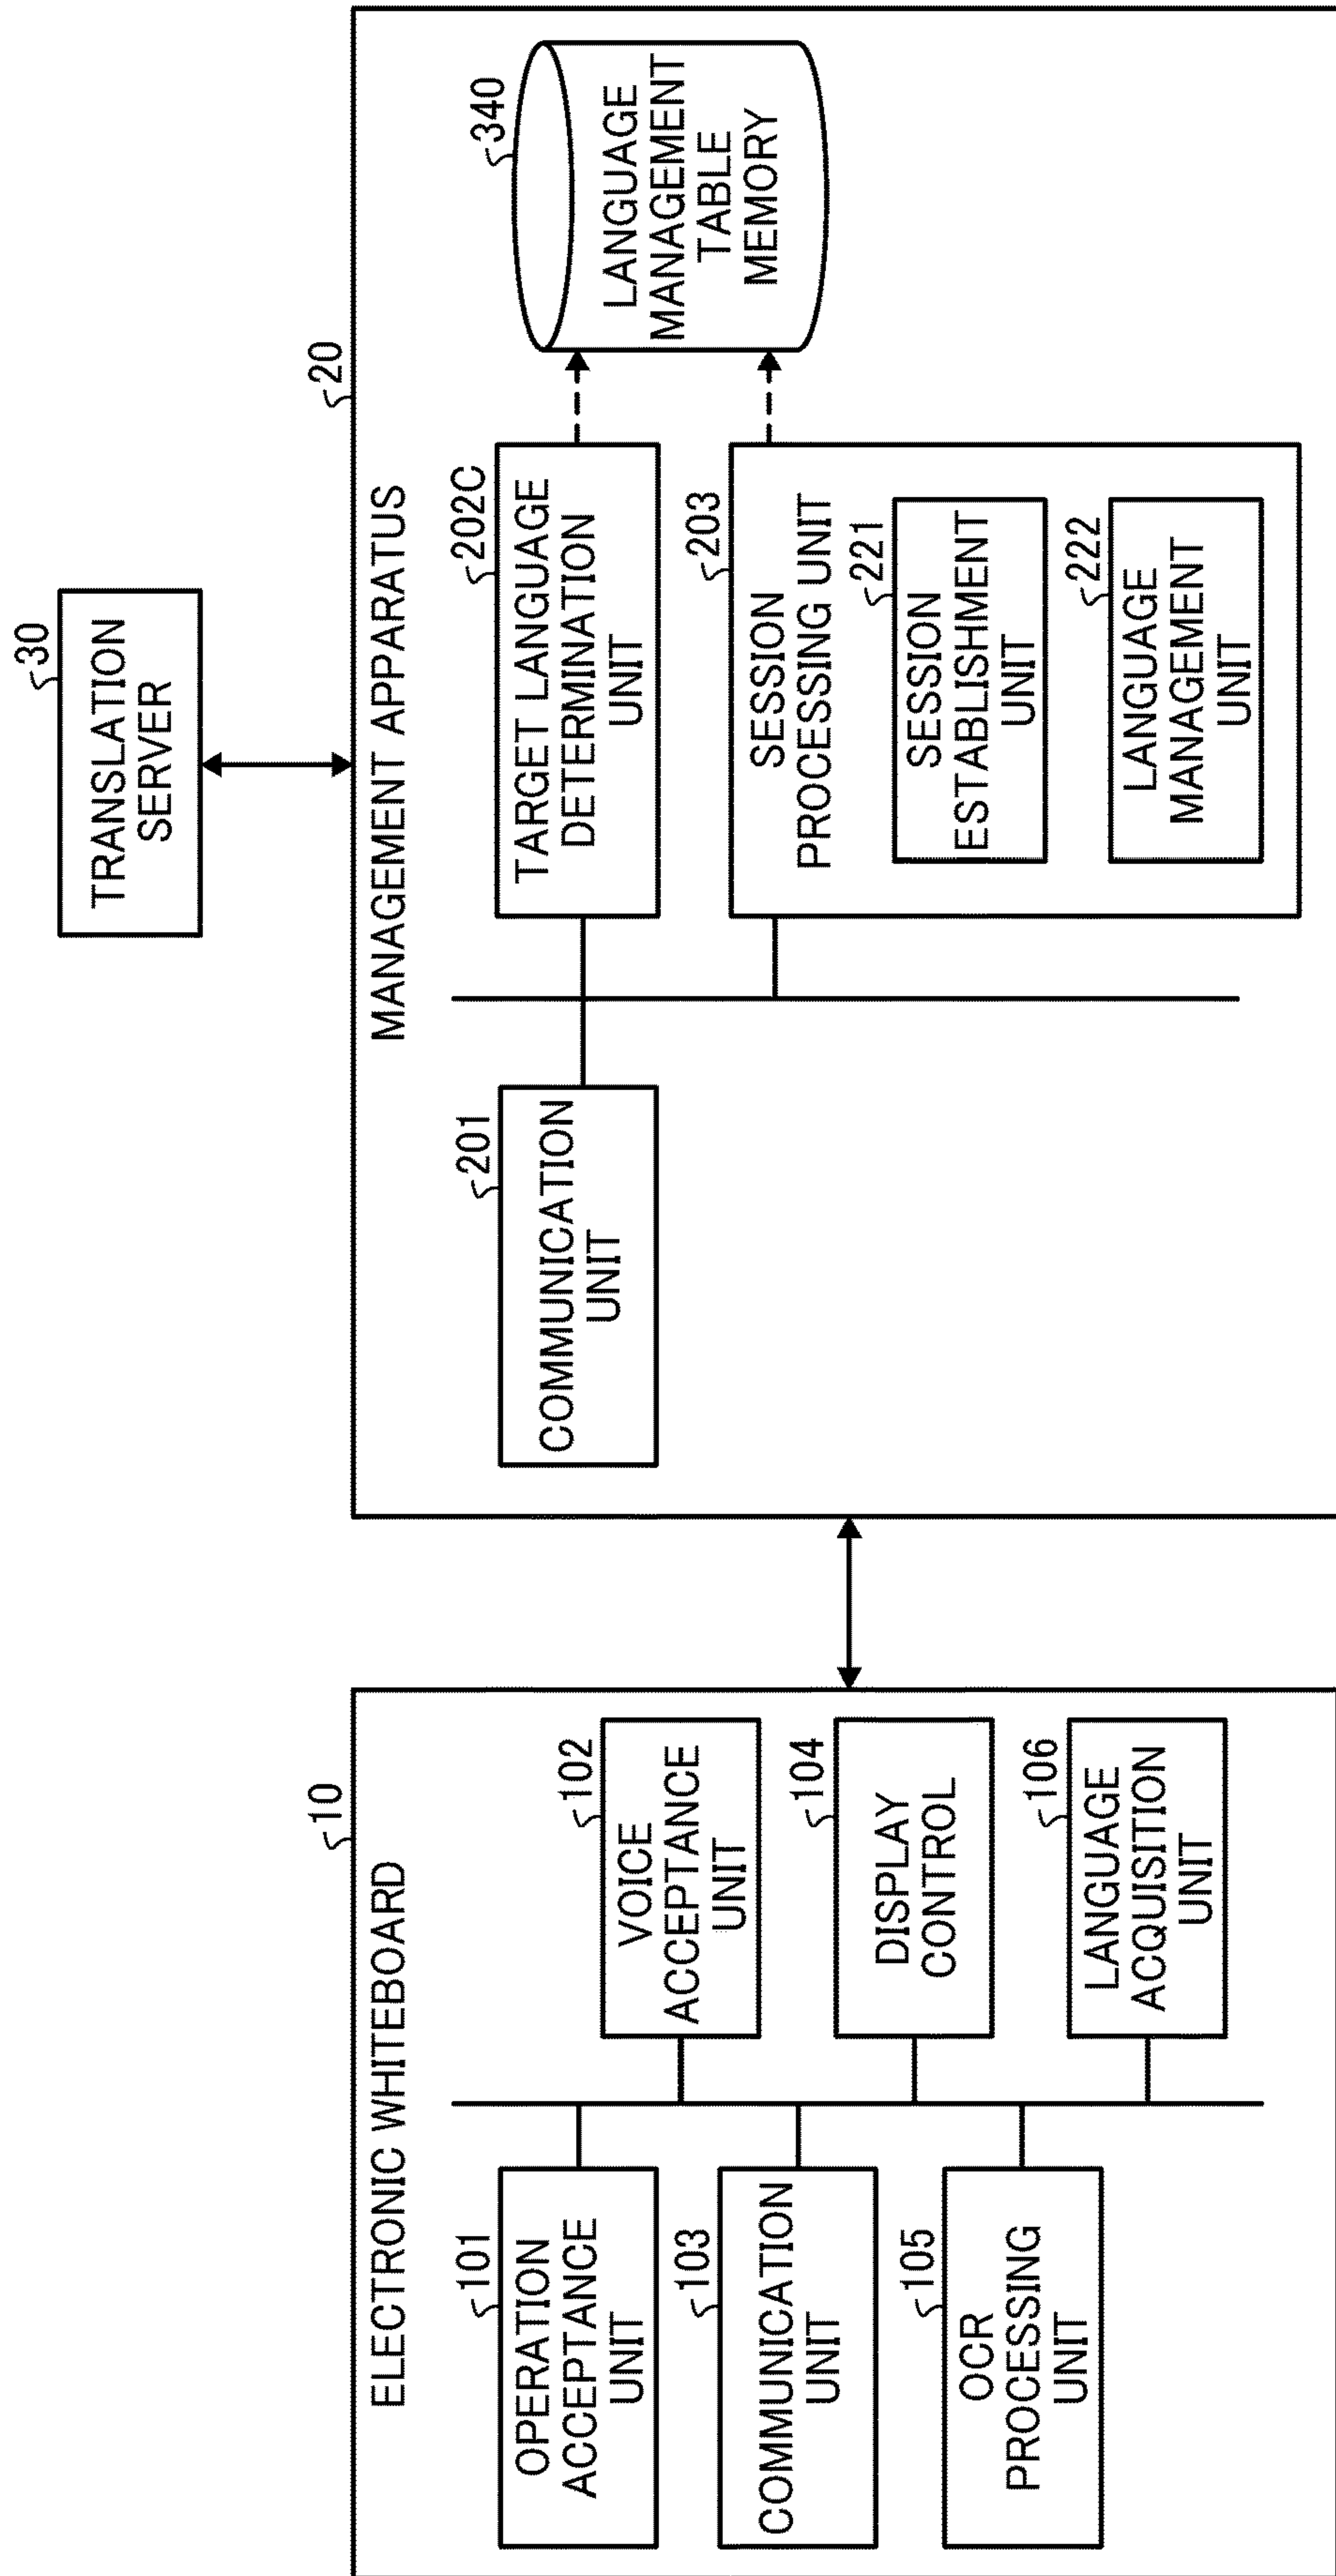 30
TRANSLATION
SERVER
10
ELECTRONIC WHITEBOARD
101
OPERATION
ACCEPTANCE
UNIT
102
VOICE
ACCEPTANCE
UNIT
103
COMMUNICATION
UNIT
104
DISPLAY
CONTROL
105
OCR
PROCESSING
UNIT
106
LANGUAGE
ACQUISITION
UNIT
20
MANAGEMENT APPARATUS
201
COMMUNICATION
UNIT
202C
TARGET LANGUAGE
DETERMINATION
UNIT
203
SESSION
PROCESSING UNIT
221
SESSION
ESTABLISHMENT
UNIT
222
LANGUAGE
MANAGEMENT
UNIT
340
LANGUAGE
MANAGEMENT
TABLE
MEMORY